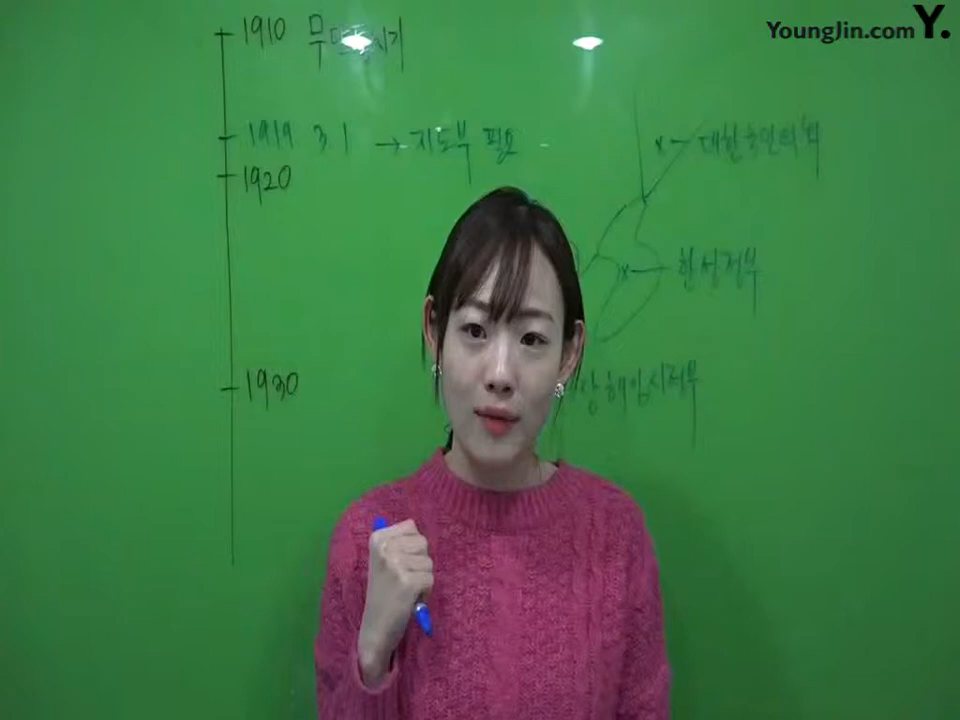 YoungJin.com Y.
1910 무단통치기
1919 3 1 → 지도부 필요
1920
대한국민의회
한성정부
1930
상해임시정부